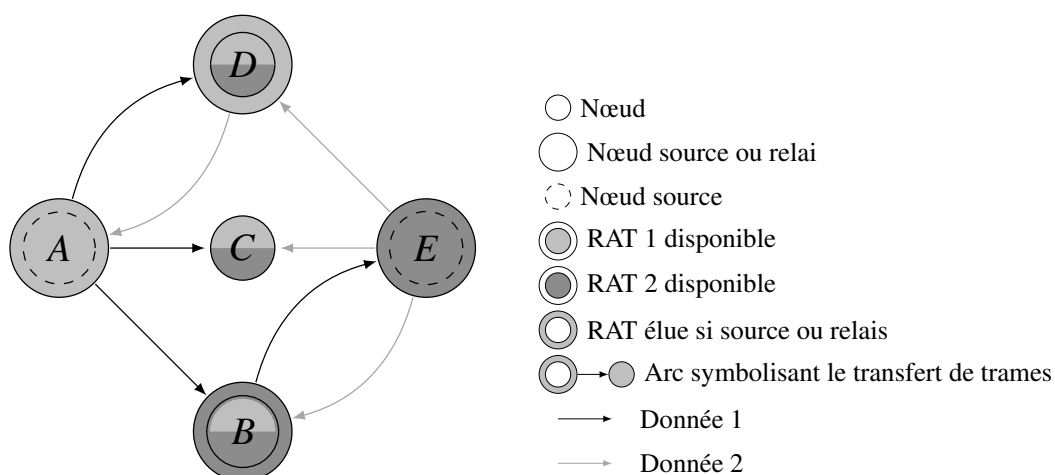 D
A
C
E
B
Nœud
Nœud source ou relai
Nœud source
RAT 1 disponible
RAT 2 disponible
RAT élue si source ou relais
Arc symbolisant le transfert de trames
Donnée 1
Donnée 2